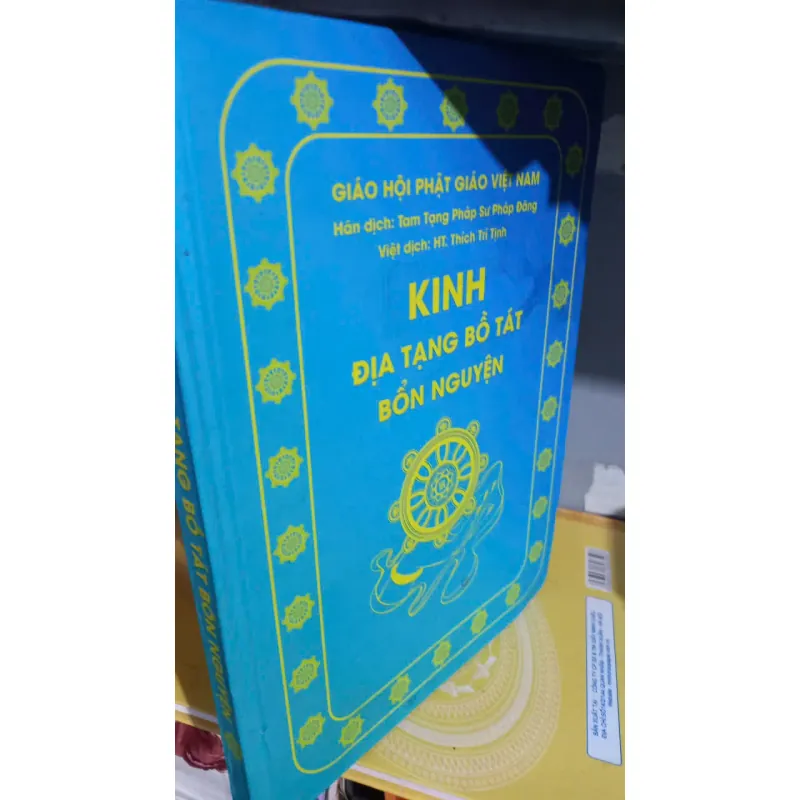 GIÁO HỘI PHẬT GIÁO VIỆT NAM
Hán dịch: Tam Tạng Pháp Sư Pháp Đăng
Việt dịch: HT. Thích Trí Tịnh
KINH
ĐỊA TẠNG BỒ TÁT
BỔN NGUYỆN
TẠNG BỒ TÁT BỔN NGUYỆN